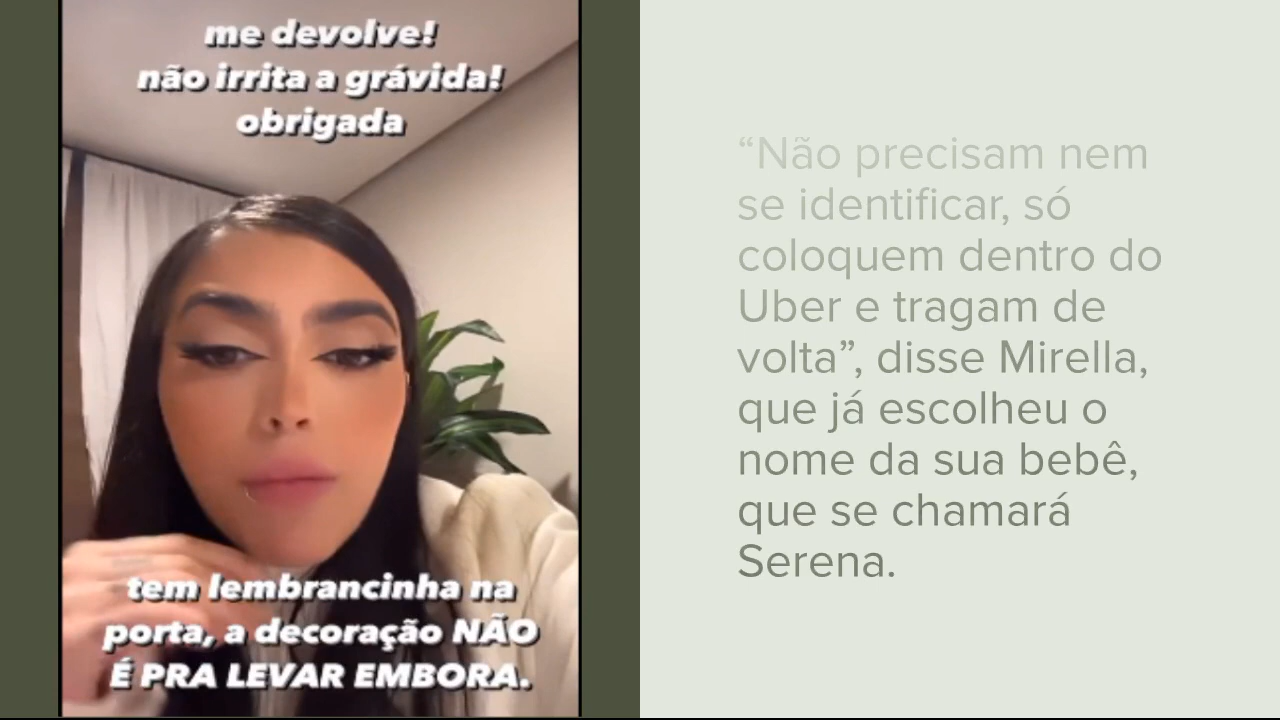 me devolve!
não irrita a grávida!
obrigada
tem lembrancinha na
porta, a decoração NÃO
É PRA LEVAR EMBORA.
“Não precisam nem
se identificar, só
coloquem dentro do
Uber e tragam de
volta”, disse Mirella,
que já escolheu o
nome da sua bebê,
que se chamará
Serena.